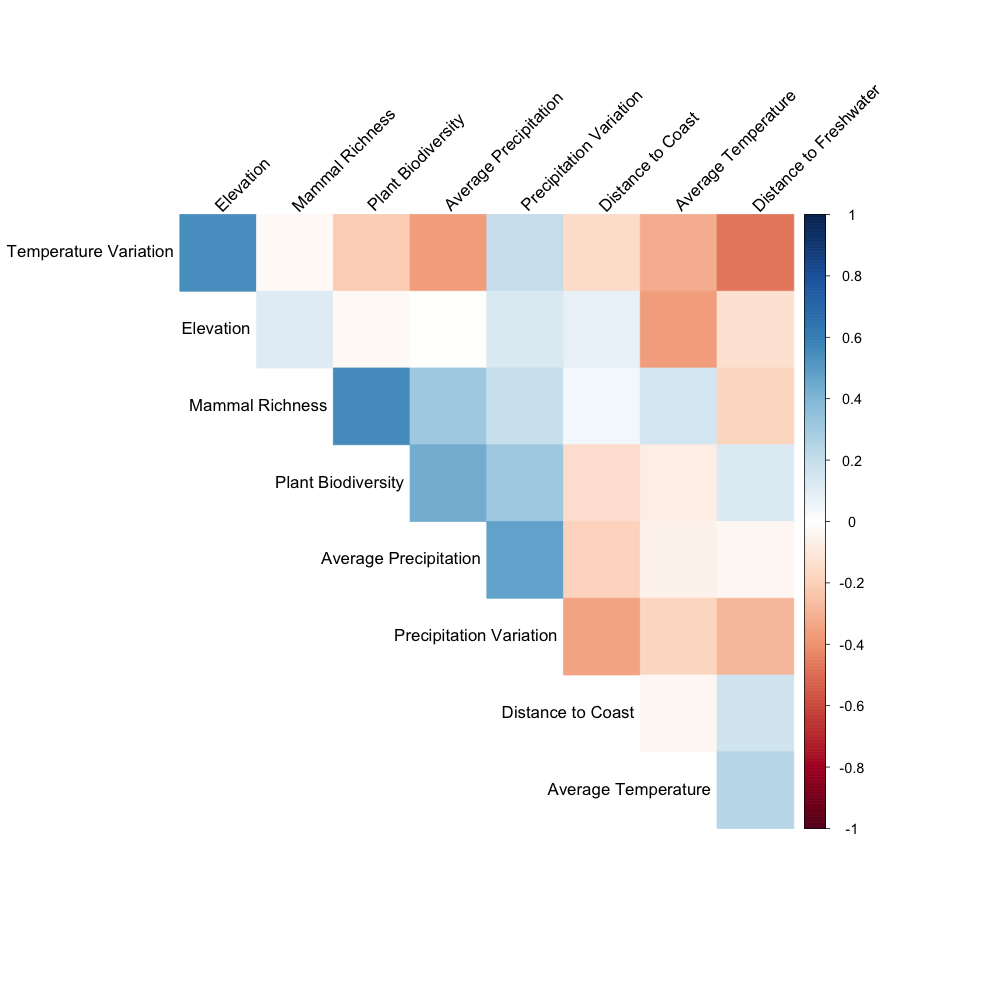 Elevation
Mammal Richness
Plant Biodiversity
Average Precipitation
Precipitation Variation
Distance to Coast
Average Temperature
Distance to Freshwater
Temperature Variation
Elevation
Mammal Richness
Plant Biodiversity
Average Precipitation
Precipitation Variation
Distance to Coast
Average Temperature
1
0.8
0.6
0.4
0.2
0
-0.2
-0.4
-0.6
-0.8
-1